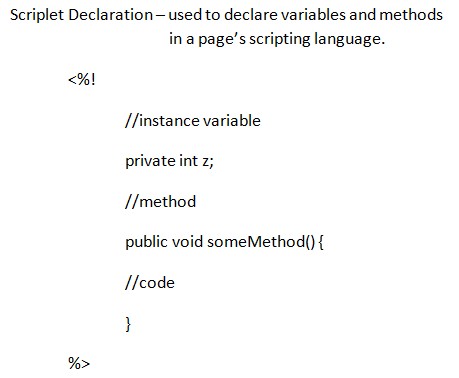 Scriplet Declaration – used to declare variables and methods
in a page's scripting language.
<%!
//instance variable
private int z;
//method
public void someMethod() {
//code
}
%>